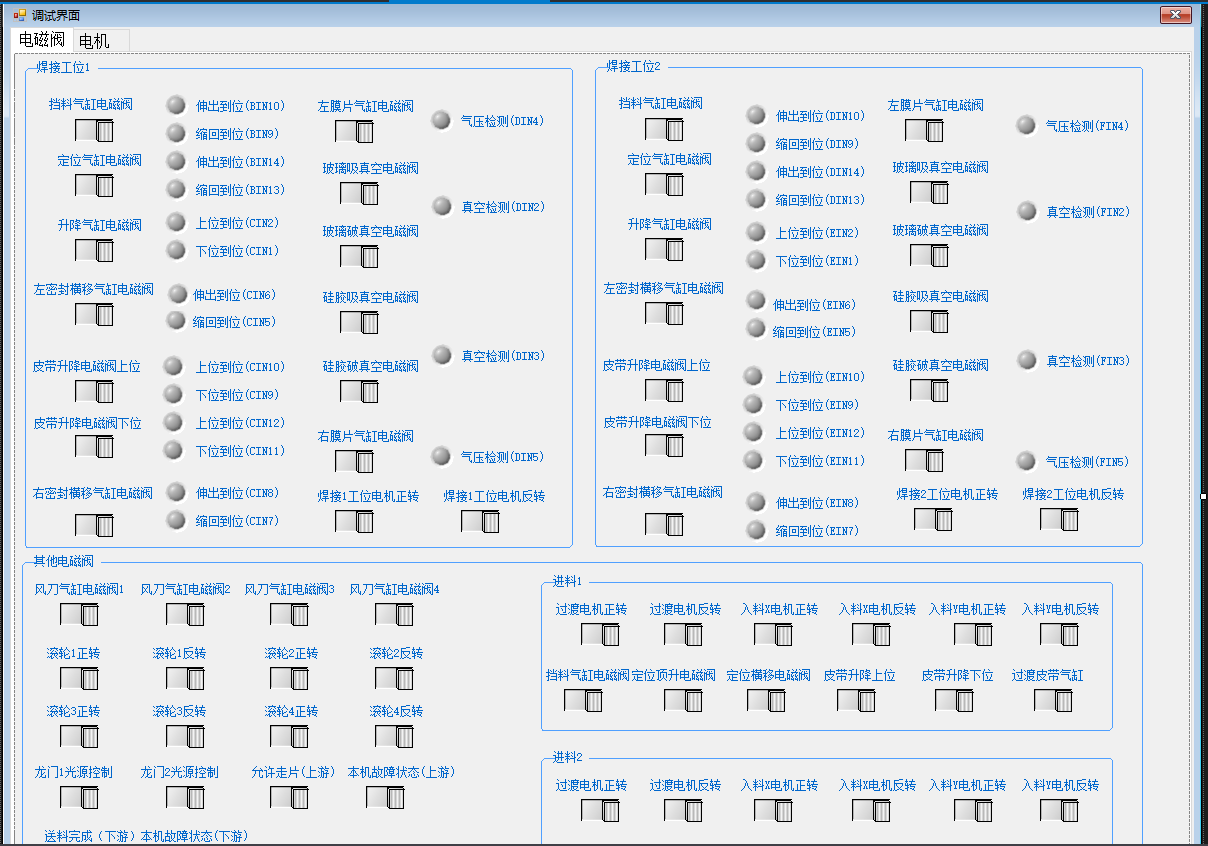 调试界面
电磁阀 电机
焊接工位1
挡料气缸电磁阀
伸出到位(BIN10)
缩回到位(BIN9)
定位气缸电磁阀
伸出到位(BIN14)
缩回到位(BIN13)
升降气缸电磁阀
上位到位(CIN2)
下位到位(CIN1)
左密封横移气缸电磁阀
伸出到位(CIN6)
缩回到位(CIN5)
皮带升降电磁阀上位
上位到位(CIN10)
下位到位(CIN9)
皮带升降电磁阀下位
上位到位(CIN12)
下位到位(CIN11)
右密封横移气缸电磁阀
伸出到位(CIN8)
缩回到位(CIN7)
左膜片气缸电磁阀
气压检测(DIN4)
玻璃吸真空电磁阀
真空检测(DIN2)
玻璃破真空电磁阀
硅胶吸真空电磁阀
真空检测(DIN3)
硅胶破真空电磁阀
右膜片气缸电磁阀
气压检测(DIN5)
焊接1工位电机正转 焊接1工位电机反转
焊接工位2
挡料气缸电磁阀
伸出到位(DIN10)
缩回到位(DIN9)
定位气缸电磁阀
伸出到位(DIN14)
缩回到位(DIN13)
升降气缸电磁阀
上位到位(EIN2)
下位到位(EIN1)
左密封横移气缸电磁阀
伸出到位(EIN6)
缩回到位(EIN5)
皮带升降电磁阀上位
上位到位(EIN10)
下位到位(EIN9)
皮带升降电磁阀下位
上位到位(EIN12)
下位到位(EIN11)
右密封横移气缸电磁阀
伸出到位(EIN8)
缩回到位(EIN7)
左膜片气缸电磁阀
气压检测(FIN4)
玻璃吸真空电磁阀
真空检测(FIN2)
玻璃破真空电磁阀
硅胶吸真空电磁阀
真空检测(FIN3)
硅胶破真空电磁阀
右膜片气缸电磁阀
气压检测(FIN5)
焊接2工位电机正转 焊接2工位电机反转
其他电磁阀
风刀气缸电磁阀1 风刀气缸电磁阀2 风刀气缸电磁阀3 风刀气缸电磁阀4
滚轮1正转 滚轮1反转 滚轮2正转 滚轮2反转
滚轮3正转 滚轮3反转 滚轮4正转 滚轮4反转
龙门1光源控制 龙门2光源控制 允许走片(上游) 本机故障状态(上游)
送料完成（下游） 本机故障状态(下游)
进料1
过渡电机正转 过渡电机反转 入料X电机正转 入料X电机反转 入料Y电机正转 入料Y电机反转
挡料气缸电磁阀 定位顶升电磁阀 定位横移电磁阀 皮带升降上位 皮带升降下位 过渡皮带气缸
进料2
过渡电机正转 过渡电机反转 入料X电机正转 入料X电机反转 入料Y电机正转 入料Y电机反转